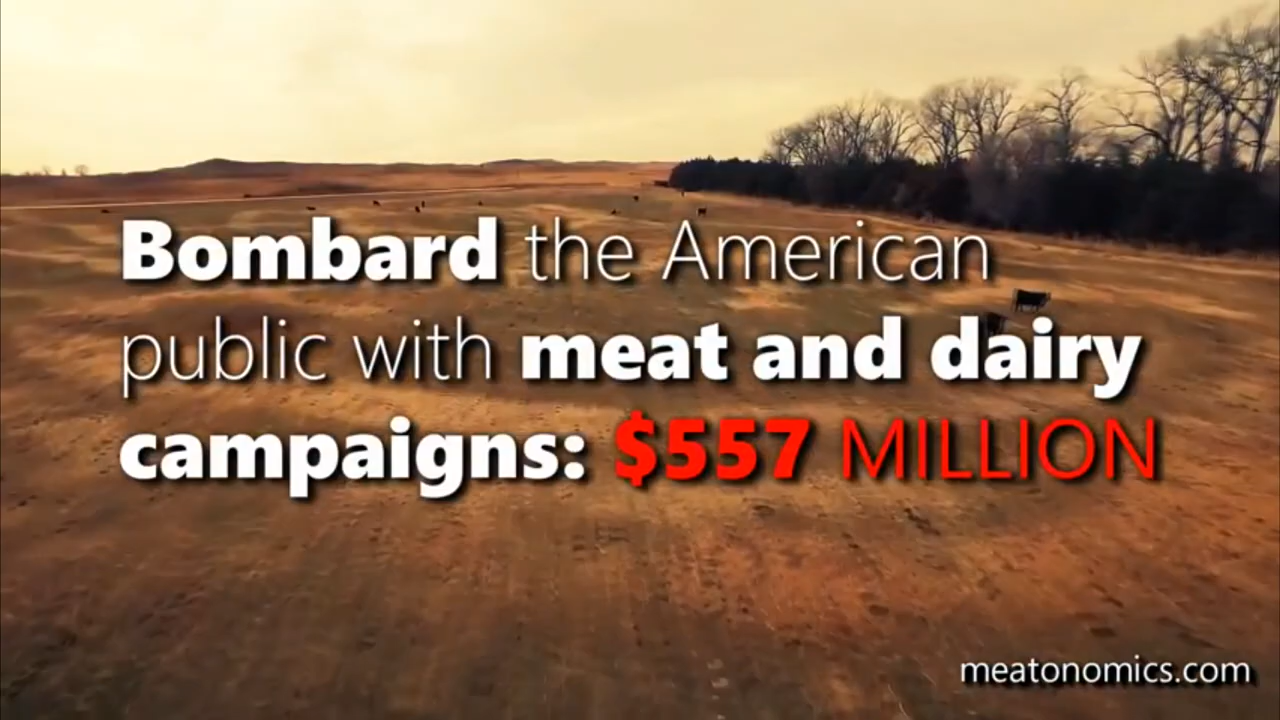 Bombard the American
public with meat and dairy
campaigns: $557 MILLION
meatonomics.com